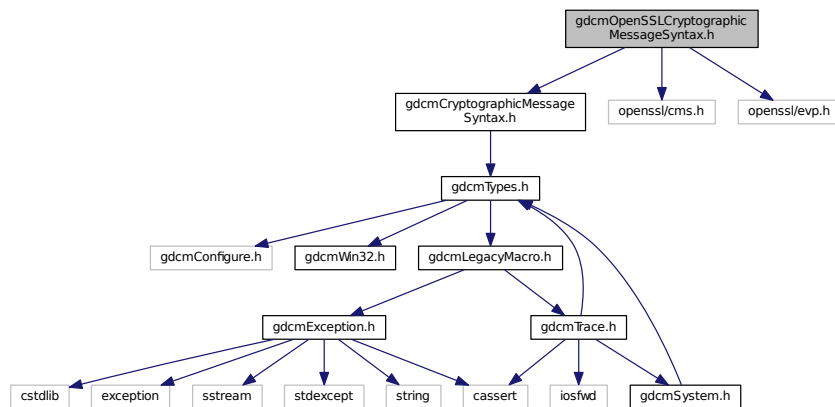 gdcmOpenSSLCryptographic
MessageSyntax.h
gdcmCryptographicMessage
Syntax.h
openssl/cms.h
openssl/evp.h
gdcmTypes.h
gdcmConfigure.h
gdcmWin32.h
gdcmLegacyMacro.h
gdcmException.h
gdcmTrace.h
cstdlib
exception
sstream
stdexcept
string
cassert
iosfwd
gdcmSystem.h